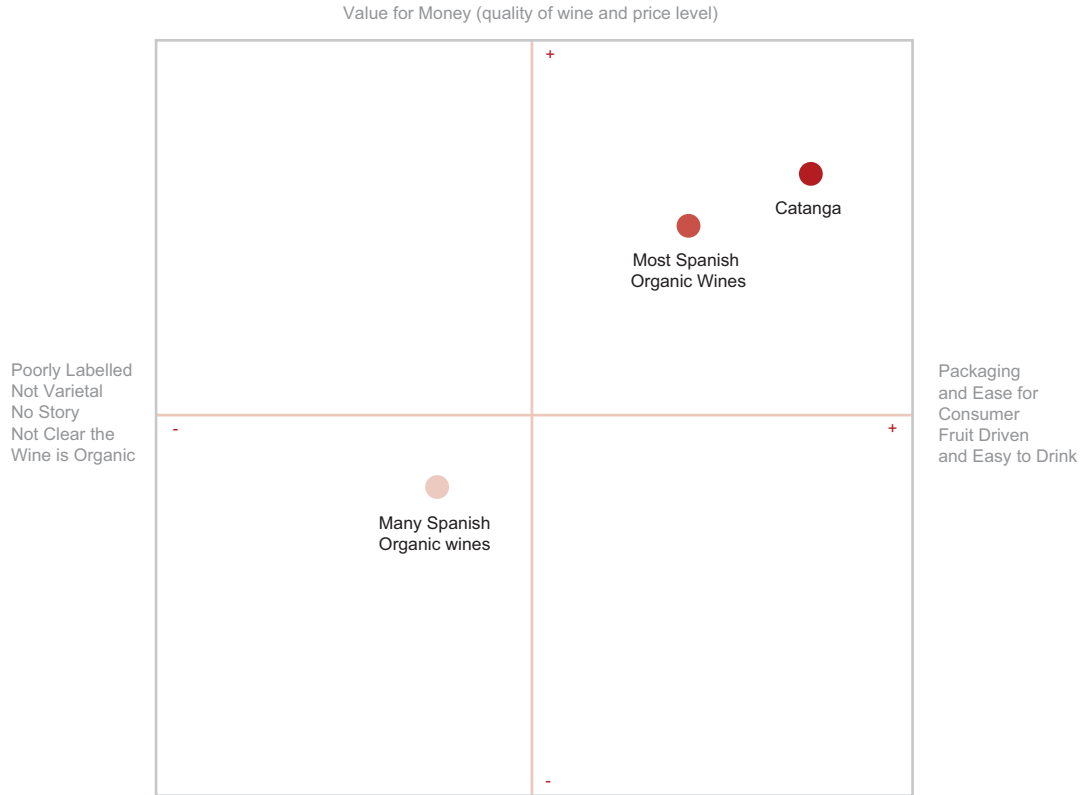 Value for Money (quality of wine and price level)
+
Catanga
Most Spanish
Organic Wines
Poorly Labelled
Not Varietal
No Story
Not Clear the
Wine is Organic
-
+
Packaging
and Ease for
Consumer
Fruit Driven
and Easy to Drink
Many Spanish
Organic wines
-